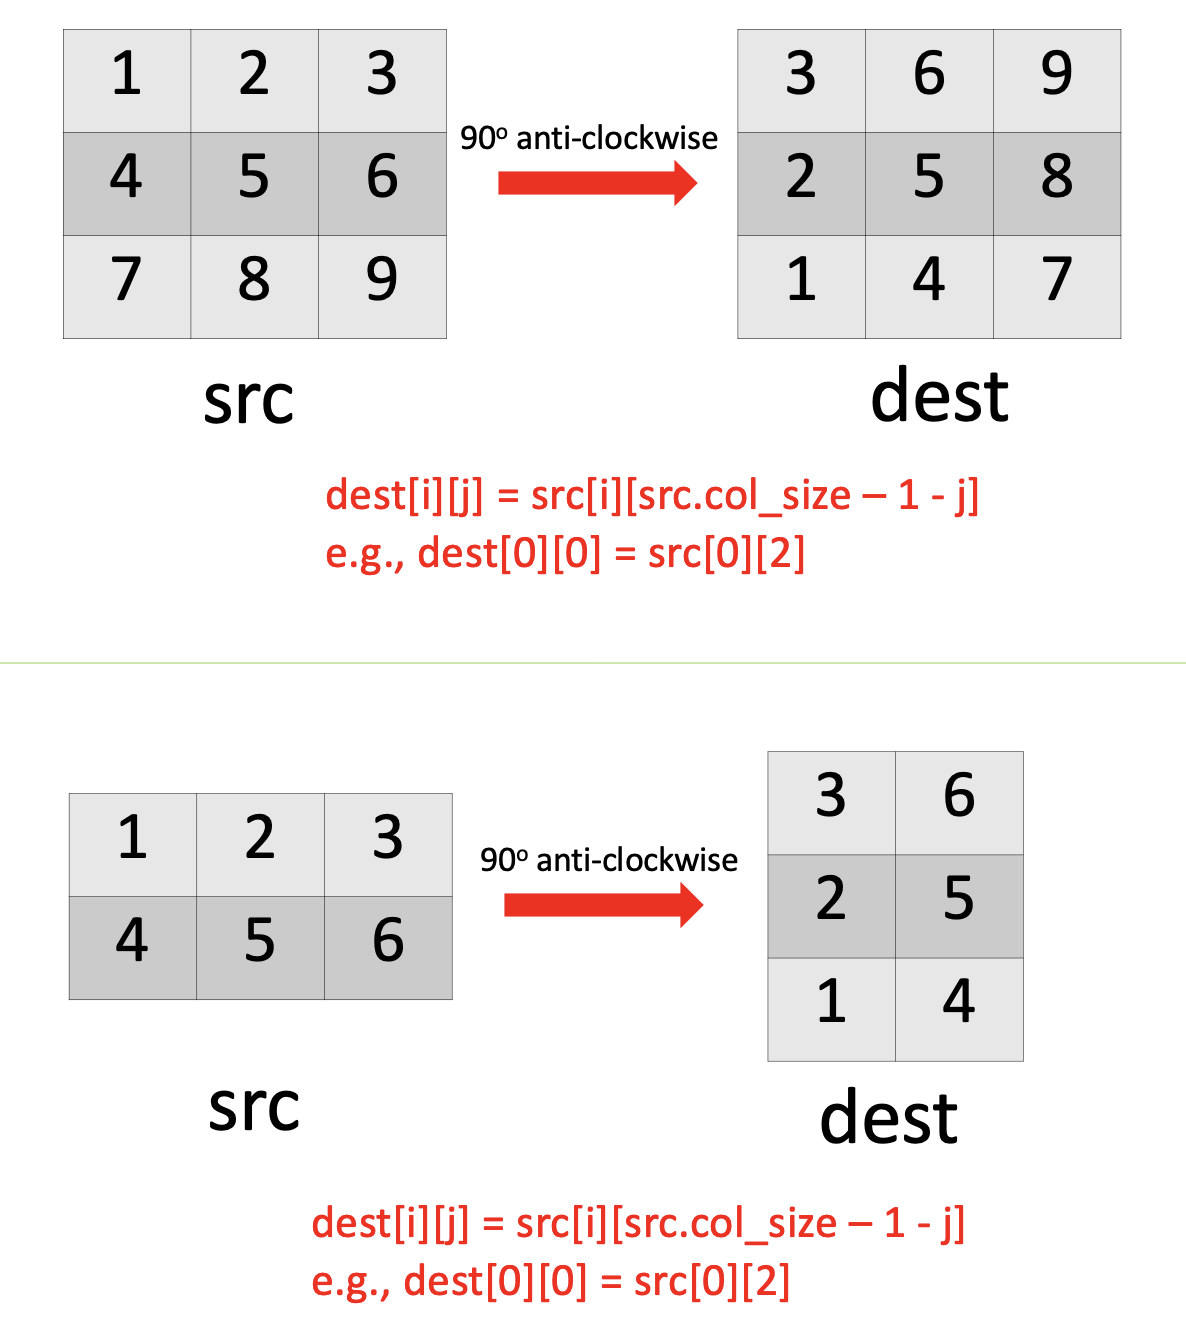 1 2 3
4 5 6
7 8 9
src
90º anti-clockwise
3 6 9
2 5 8
1 4 7
dest
dest[i][j] = src[i][src.col_size – 1 - j]
e.g., dest[0][0] = src[0][2]
1 2 3
4 5 6
src
90º anti-clockwise
3 6
2 5
1 4
dest
dest[i][j] = src[i][src.col_size – 1 - j]
e.g., dest[0][0] = src[0][2]